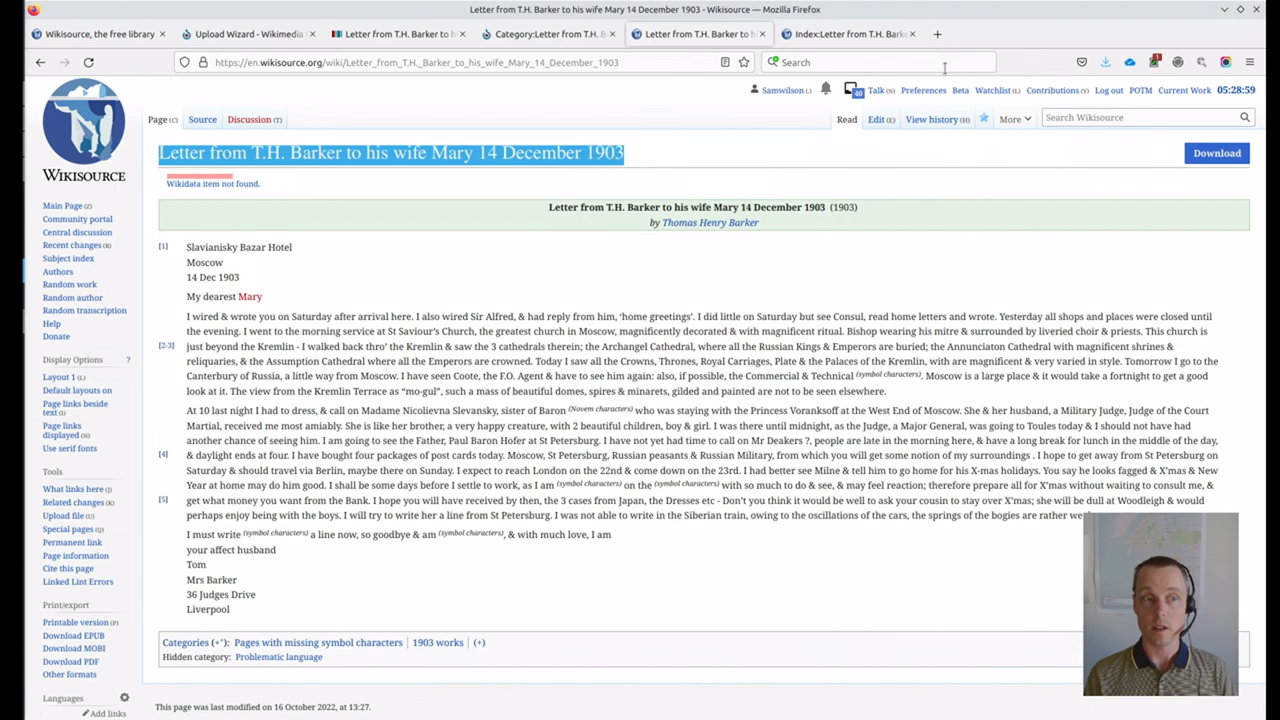 Letter from T.H. Barker to his wife Mary 14 December 1903 - Wikisource — Mozilla Firefox
Wikisource, the free library
Upload Wizard - Wikimedia
Letter from T.H. Barker to h
Category:Letter from T.H. B
Letter from T.H. Barker to his
Index:Letter from T.H. Bark
https://en.wikisource.org/wiki/Letter_from_T.H._Barker_to_his_wife_Mary_14_December_1903
Search
Samwilson
40
Talk
Preferences
Beta
Watchlist
Log out
Contributions
POTM
Current Work
05:28:59
WIKISOURCE
Page
Source
Discussion
Read
Edit
View history
More
Search Wikisource
Letter from T.H. Barker to his wife Mary 14 December 1903
Download
Wikidata item not found.
Letter from T.H. Barker to his wife Mary 14 December 1903 (1903)
by Thomas Henry Barker
Main Page
Community portal
Central discussion
Recent changes
Subject index
Authors
Random work
Random author
Random transcription
Help
Donate
Display Options ?
Layout 1
Default layouts on
Page links beside
text
Page links
displayed
Use serif fonts
Tools
What links here
Related changes
Upload file
Special pages
Permanent link
Page information
Cite this page
Linked Lint Errors
Print/export
Printable version
Download EPUB
Download MOBI
Download PDF
Other formats
Languages
Add links
[1] Slavianisky Bazar Hotel
Moscow
14 Dec 1903
My dearest Mary
I wired & wrote you on Saturday after arrival here. I also wired Sir Alfred, & had reply from him, ‘home greetings’. I did little on Saturday but see Consul, read home letters and wrote. Yesterday all shops and places were closed until
the evening. I went to the morning service at St Saviour’s Church, the greatest church in Moscow, magnificently decorated & with magnificent ritual. Bishop wearing his mitre & surrounded by liveried choir & priests. This church is
[2-3] just beyond the Kremlin - I walked back thro’ the Kremlin & saw the 3 cathedrals therein; the Archangel Cathedral, where all the Russian Kings & Emperors are buried; the Annunciaton Cathedral with magnificent shrines &
reliquaries, & the Assumption Cathedral where all the Emperors are crowned. Today I saw all the Crowns, Thrones, Royal Carriages, Plate & the Palaces of the Kremlin, with are magnificent & very varied in style. Tomorrow I go to the
Canterbury of Russia, a little way from Moscow. I have seen Coote, the F.O. Agent & have to see him again: also, if possible, the Commercial & Technical (symbol characters). Moscow is a large place & it would take a fortnight to get a good
look at it. The view from the Kremlin Terrace as “mo-gul”, such a mass of beautiful domes, spires & minarets, gilded and painted are not to be seen elsewhere.
At 10 last night I had to dress, & call on Madame Nicolievna Slevansky, sister of Baron (Novem characters) who was staying with the Princess Voranksoff at the West End of Moscow. She & her husband, a Military Judge, Judge of the Court
Martial, received me most amiably. She is like her brother, a very happy creature, with 2 beautiful children, boy & girl. I was there until midnight, as the Judge, a Major General, was going to Toules today & I should not have had
another chance of seeing him. I am going to see the Father, Paul Baron Hofer at St Petersburg. I have not yet had time to call on Mr Deakers ?, people are late in the morning here, & have a long break for lunch in the middle of the day,
[4] & daylight ends at four. I have bought four packages of post cards today. Moscow, St Petersburg, Russian peasants & Russian Military, from which you will get some notion of my surroundings . I hope to get away from St Petersburg on
Saturday & should travel via Berlin, maybe there on Sunday. I expect to reach London on the 22nd & come down on the 23rd. I had better see Milne & tell him to go home for his X-mas holidays. You say he looks fagged & X’mas & New
Year at home may do him good. I shall be some days before I settle to work, as I am (symbol characters) on the (symbol characters) with so much to do & see, & may feel reaction; therefore prepare all for X’mas without waiting to consult me, &
[5] get what money you want from the Bank. I hope you will have received by then, the 3 cases from Japan, the Dresses etc - Don’t you think it would be well to ask your cousin to stay over X’mas; she will be dull at Woodleigh & would
perhaps enjoy being with the boys. I will try to write her a line from St Petersburg. I was not able to write in the Siberian train, owing to the oscillations of the cars, the springs of the bogies are rather
I must write (symbol characters) a line now, so goodbye & am (symbol characters), & with much love, I am
your affect husband
Tom
Mrs Barker
36 Judges Drive
Liverpool
Categories (+⁺): Pages with missing symbol characters | 1903 works | (+)
Hidden category: Problematic language
This page was last modified on 16 October 2022, at 13:27.